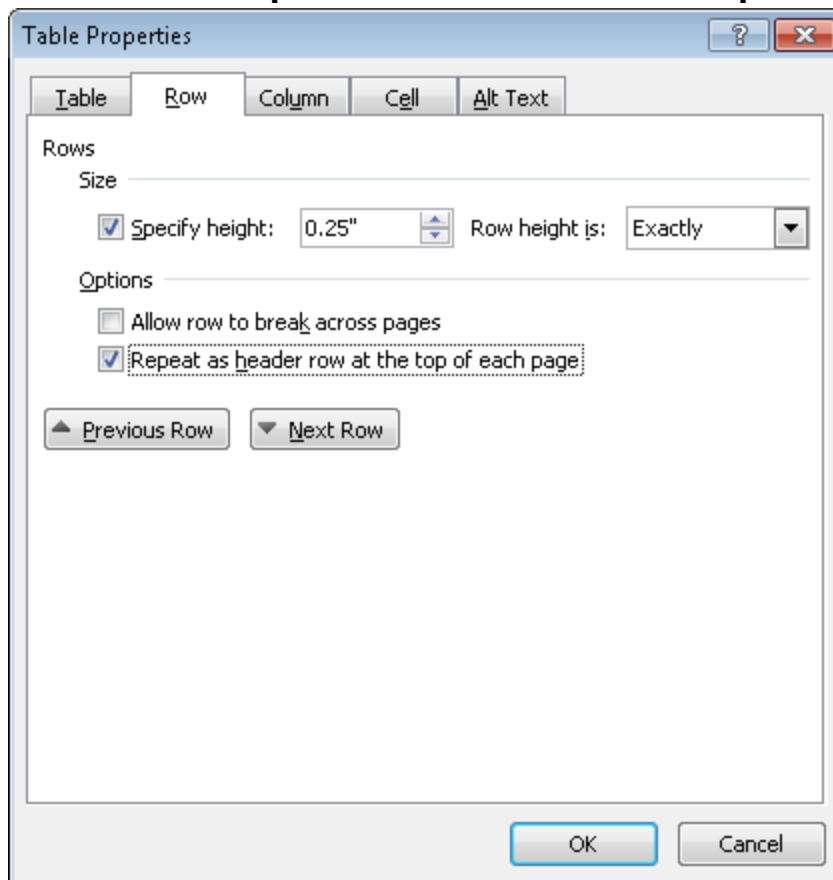 Table Properties
Table Row Column Cell Alt Text
Rows
Size
Specify height: 0.25" Row height is: Exactly
Options
Allow row to break across pages
Repeat as header row at the top of each page
Previous Row Next Row
OK Cancel